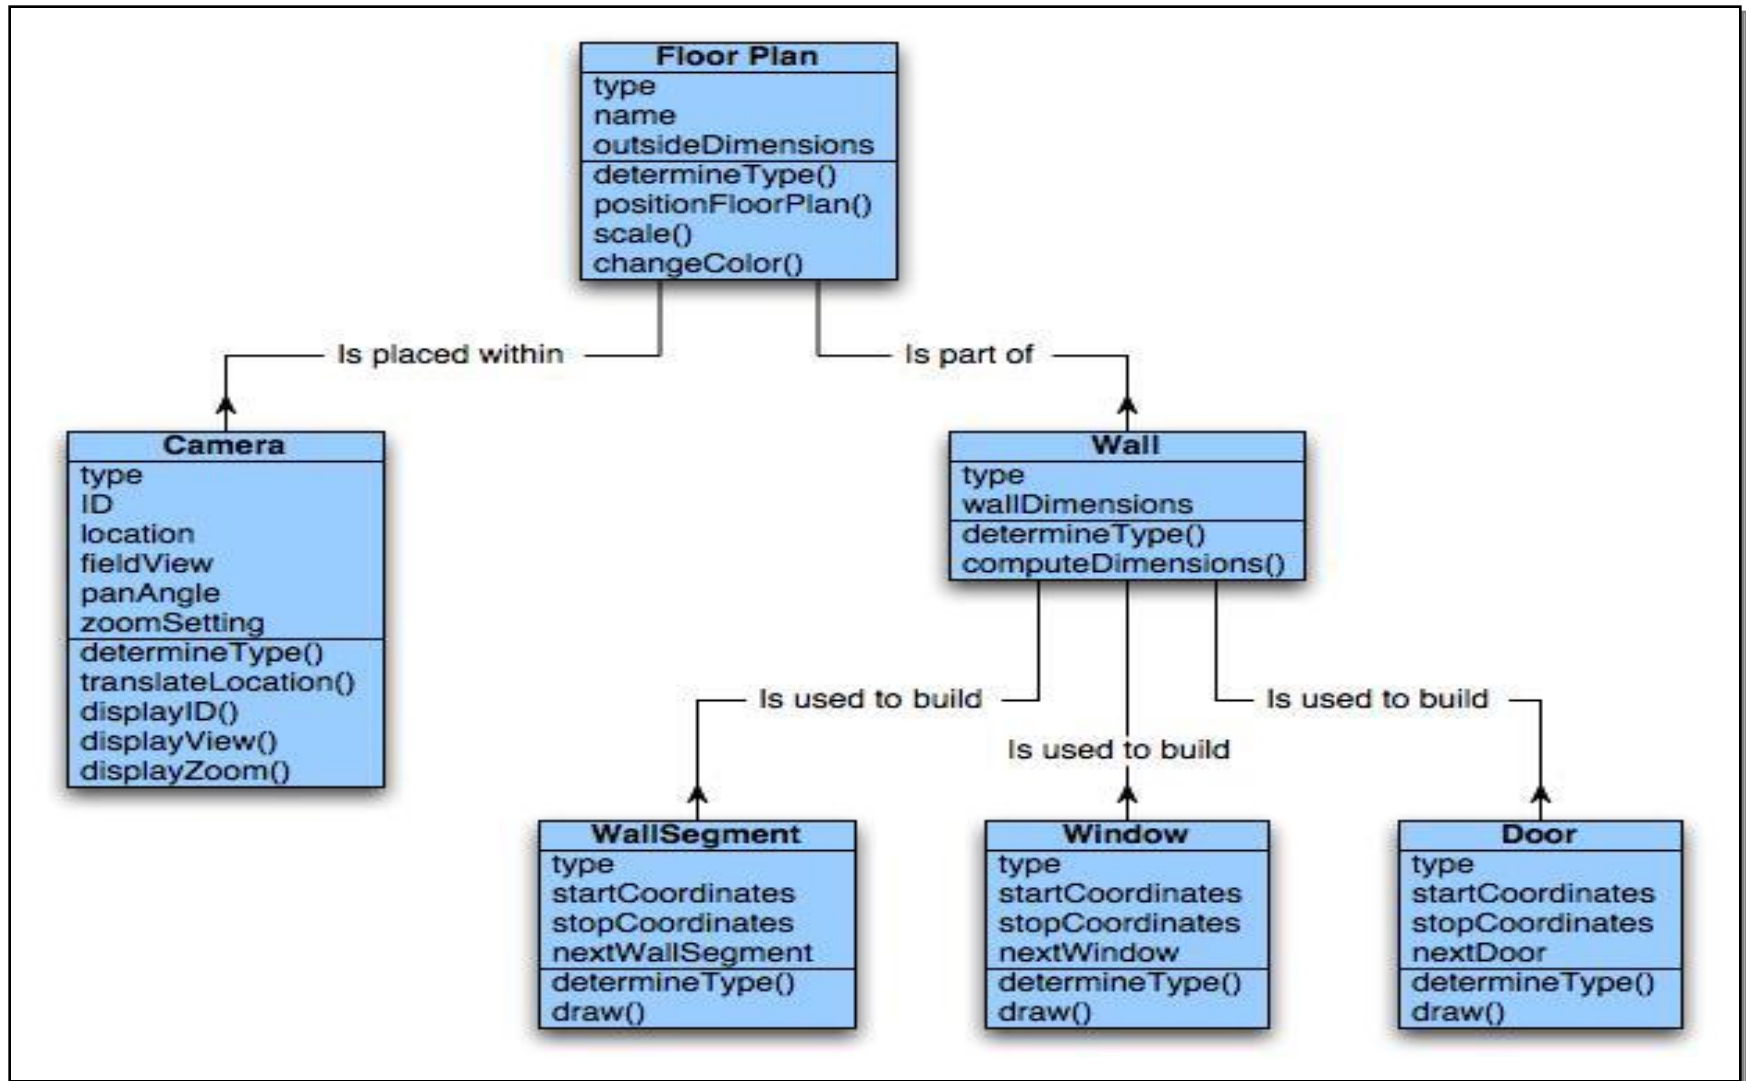 Floor Plan
type
name
outsideDimensions
determineType()
positionFloorPlan()
scale()
changeColor()
Is placed within
Is part of
Camera
type
ID
location
fieldView
panAngle
zoomSetting
determineType()
translateLocation()
displayID()
displayView()
displayZoom()
Wall
type
wallDimensions
determineType()
computeDimensions()
Is used to build
Is used to build
Is used to build
WallSegment
type
startCoordinates
stopCoordinates
nextWallSegment
determineType()
draw()
Window
type
startCoordinates
stopCoordinates
nextWindow
determineType()
draw()
Door
type
startCoordinates
stopCoordinates
nextDoor
determineType()
draw()